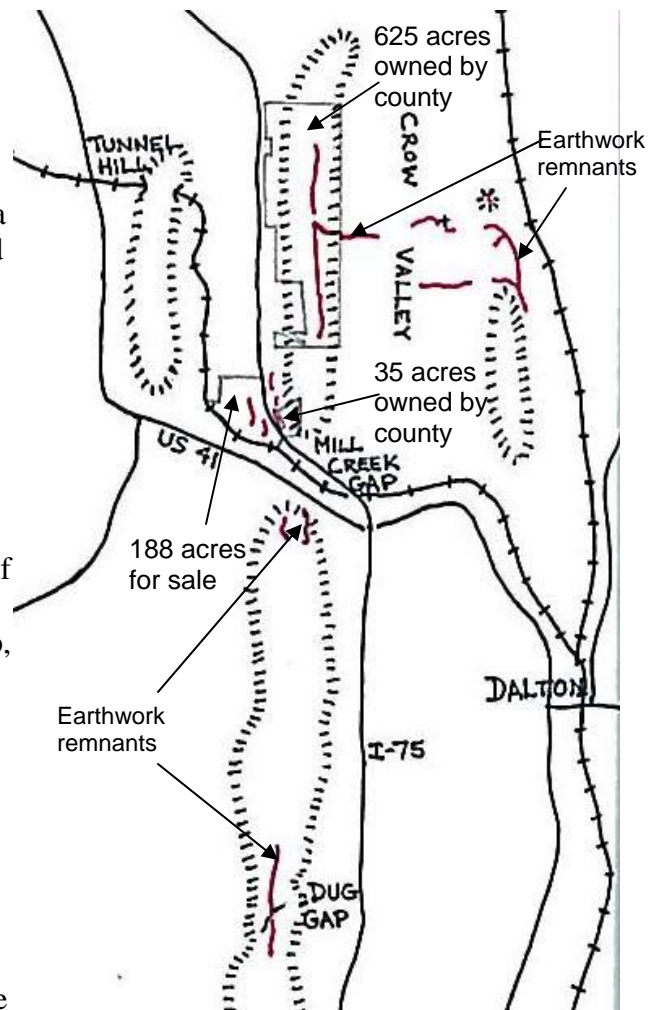 625 acres
owned by
county
CROW
VALLEY
Earthwork
remnants
TUNNEL
HILL
a
d
35 acres
owned by
county
US 41
MILL
CREEK
GAP
188 acres
for sale
of
o,
DALTON
Earthwork
remnants
I-75
DUG
GAP
e